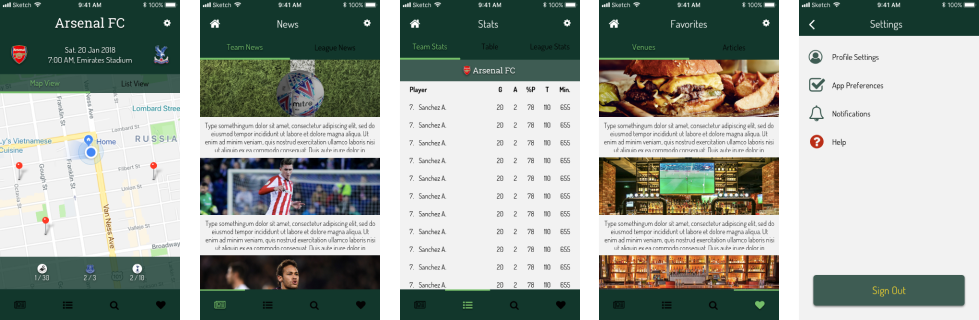 Sketch 9:41 AM 100%
Arsenal FC
Sat. 20 Jan 2018
7:00 AM, Emirates Stadium
Map View List View
Lombard Stree
Franklin St
Van Ness Ave
Lombard St
y's Vietnamese
Cuisine
Home
RUSSIA
Gough St
Franklin St
Filbert St
Union St
Octavia St
Van Ness Ave
Broadway
1 / 30 2 / 3 2 / 10
Sketch 9:41 AM 100%
News
Team News League News
mitre
Type somethingum dolor sit amet, consectetur adipiscing elit, sed do
eiusmod tempor incididunt ut labore et dolore magna aliqua. Ut
enim ad minim veniam, quis nostrud exercitation ullamco laboris nisi
ut aliquip ex ea commodo consequat. Duis aute irure dolor in
Type somethingum dolor sit amet, consectetur adipiscing elit, sed do
eiusmod tempor incididunt ut labore et dolore magna aliqua. Ut
enim ad minim veniam, quis nostrud exercitation ullamco laboris nisi
ut aliquip ex ea commodo consequat. Duis aute irure dolor in
Sketch 9:41 AM 100%
Stats
Team Stats Table League Stats
Arsenal FC
Player G A %P T Min.
7. Sanchez A. 20 2 78 110 655
7. Sanchez A. 20 2 78 110 655
7. Sanchez A. 20 2 78 110 655
7. Sanchez A. 20 2 78 110 655
7. Sanchez A. 20 2 78 110 655
7. Sanchez A. 20 2 78 110 655
7. Sanchez A. 20 2 78 110 655
7. Sanchez A. 20 2 78 110 655
7. Sanchez A. 20 2 78 110 655
7. Sanchez A. 20 2 78 110 655
7. Sanchez A. 20 2 78 110 655
Sketch 9:41 AM 100%
Favorites
Venues Articles
Type somethingum dolor sit amet, consectetur adipiscing elit, sed do
eiusmod tempor incididunt ut labore et dolore magna aliqua. Ut
enim ad minim veniam, quis nostrud exercitation ullamco laboris nisi
ut aliquip ex ea commodo consequat. Duis aute irure dolor in
Type somethingum dolor sit amet, consectetur adipiscing elit, sed do
eiusmod tempor incididunt ut labore et dolore magna aliqua. Ut
enim ad minim veniam, quis nostrud exercitation ullamco laboris nisi
ut aliquip ex ea commodo consequat. Duis aute irure dolor in
Sketch 9:41 AM 100%
Settings
Profile Settings
App Preferences
Notifications
Help
Sign Out